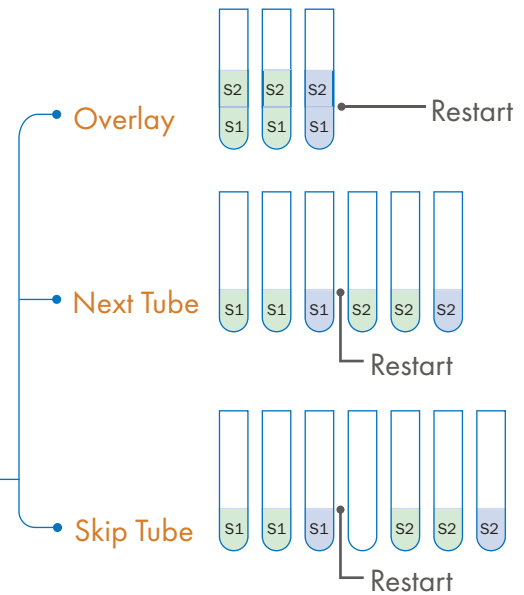 S2 S2 S2
Overlay
Restart
S1 S1 S1
Next Tube
S1 S1 S1 S2 S2 S2
Restart
Skip Tube
S1 S1 S1 S2 S2 S2
Restart